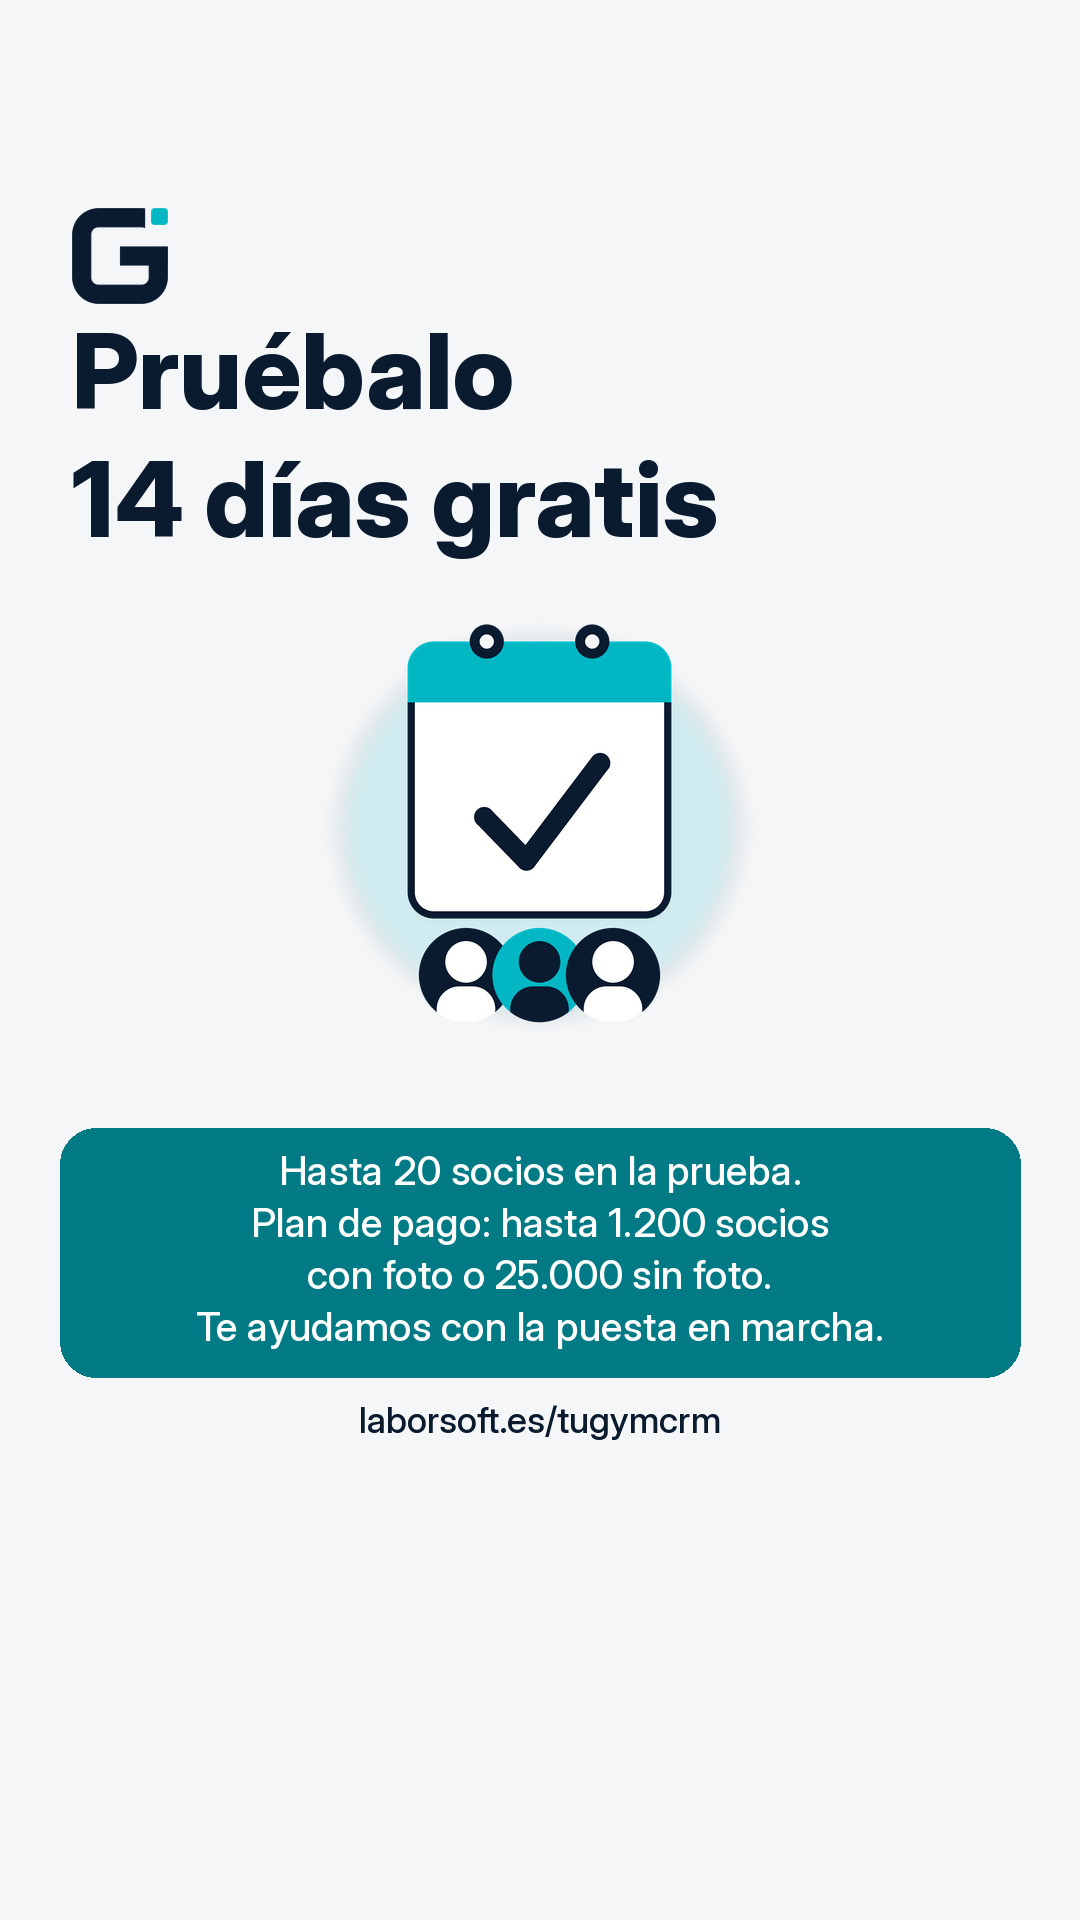 Pruébalo
14 días gratis
Hasta 20 socios en la prueba.
Plan de pago: hasta 1.200 socios
con foto o 25.000 sin foto.
Te ayudamos con la puesta en marcha.
laborsoft.es/tugymcrm